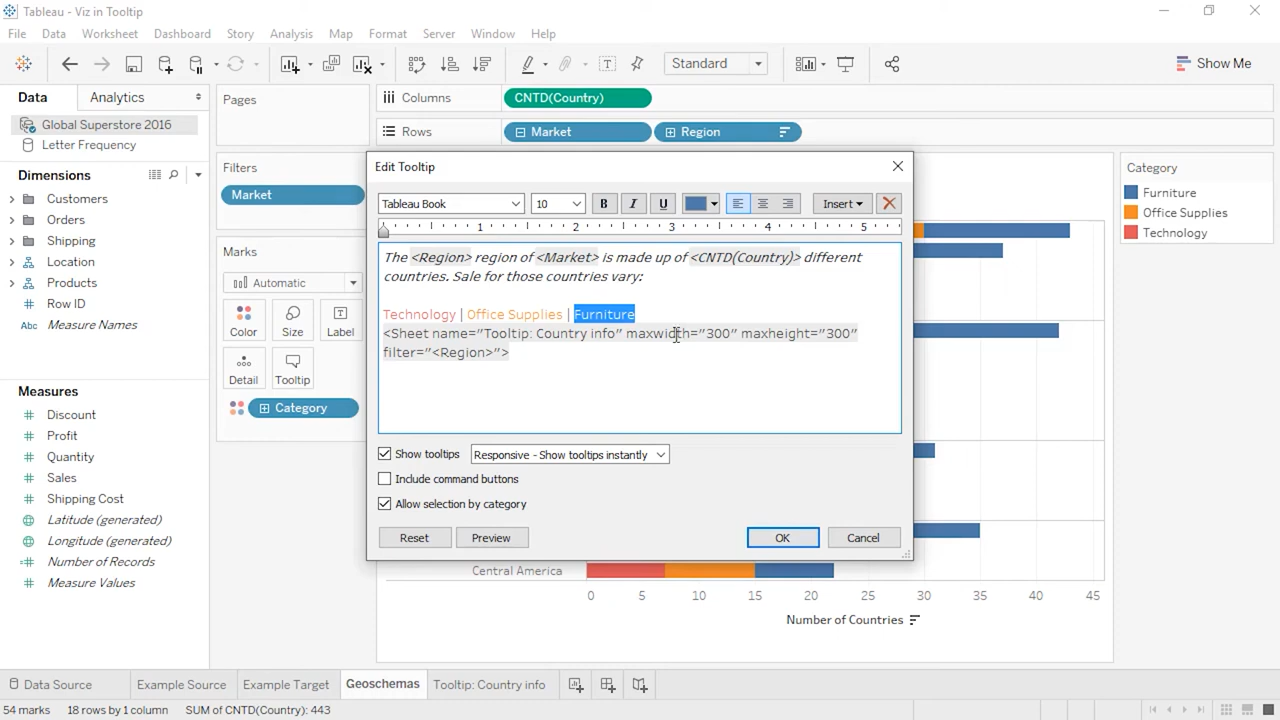 Tableau - Viz in Tooltip
File Data Worksheet Dashboard Story Analysis Map Format Server Window Help
Standard
Show Me
Data Analytics
Pages
Columns CNTD(Country)
Rows Market Region
Global Superstore 2016
Letter Frequency
Dimensions
Customers
Orders
Shipping
Location
Products
Row ID
Abc Measure Names
Measures
Discount
Profit
Quantity
Sales
Shipping Cost
Latitude (generated)
Longitude (generated)
Number of Records
Measure Values
Filters
Market
Marks
Automatic
Color Size Label
Detail Tooltip
Category
Edit Tooltip
Tableau Book 10 B I U Insert
1 2 3 4 5
The <Region> region of <Market> is made up of <CNTD(Country)> different
countries. Sale for those countries vary:
Technology | Office Supplies | Furniture
<Sheet name="Tooltip: Country info" maxwidth="300" maxheight="300"
filter="<Region>">
Show tooltips Responsive - Show tooltips instantly
Include command buttons
Allow selection by category
Reset Preview OK Cancel
Category
Furniture
Office Supplies
Technology
Central America
0 5 10 15 20 25 30 35 40 45
Number of Countries
Data Source Example Source Example Target Geoschemas Tooltip: Country info
54 marks 18 rows by 1 column SUM of CNTD(Country): 443